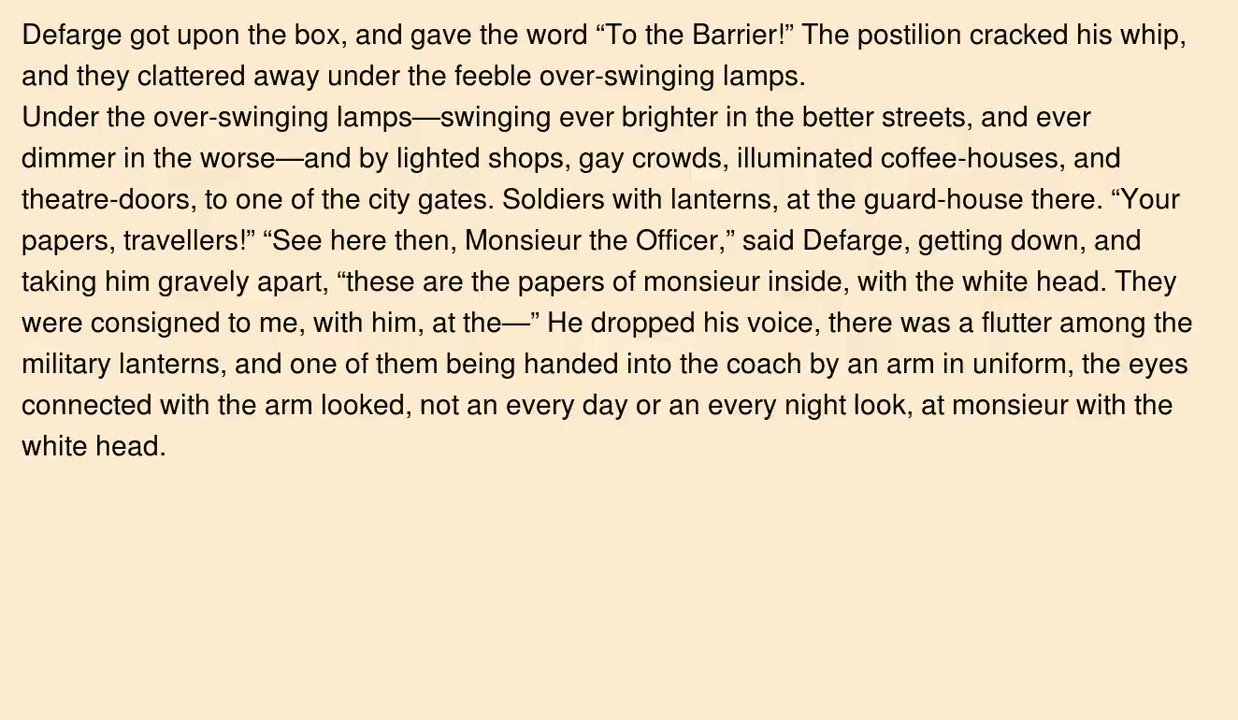 Defarge got upon the box, and gave the word “To the Barrier!” The postilion cracked his whip,
and they clattered away under the feeble over-swinging lamps.
Under the over-swinging lamps—swinging ever brighter in the better streets, and ever
dimmer in the worse—and by lighted shops, gay crowds, illuminated coffee-houses, and
theatre-doors, to one of the city gates. Soldiers with lanterns, at the guard-house there. “Your
papers, travellers!” “See here then, Monsieur the Officer,” said Defarge, getting down, and
taking him gravely apart, “these are the papers of monsieur inside, with the white head. They
were consigned to me, with him, at the—” He dropped his voice, there was a flutter among the
military lanterns, and one of them being handed into the coach by an arm in uniform, the eyes
connected with the arm looked, not an every day or an every night look, at monsieur with the
white head.